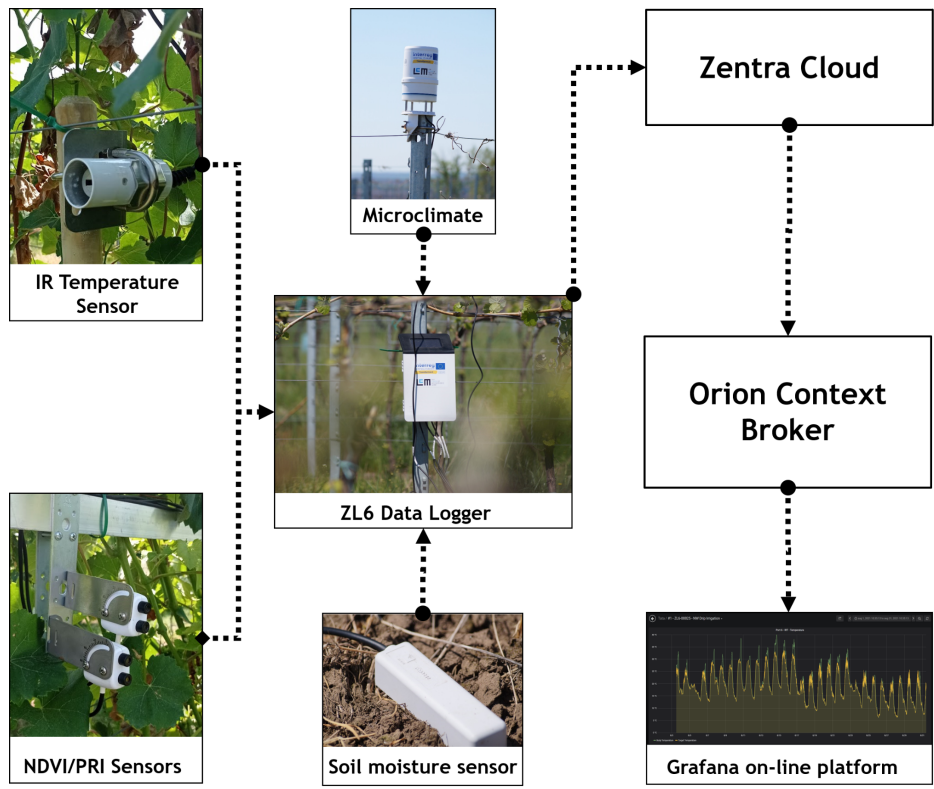 IR Temperature
Sensor
Microclimate
Zentra Cloud
ZL6 Data Logger
Orion Context
Broker
NDVI/PRI Sensors
Soil moisture sensor
Grafana on-line platform